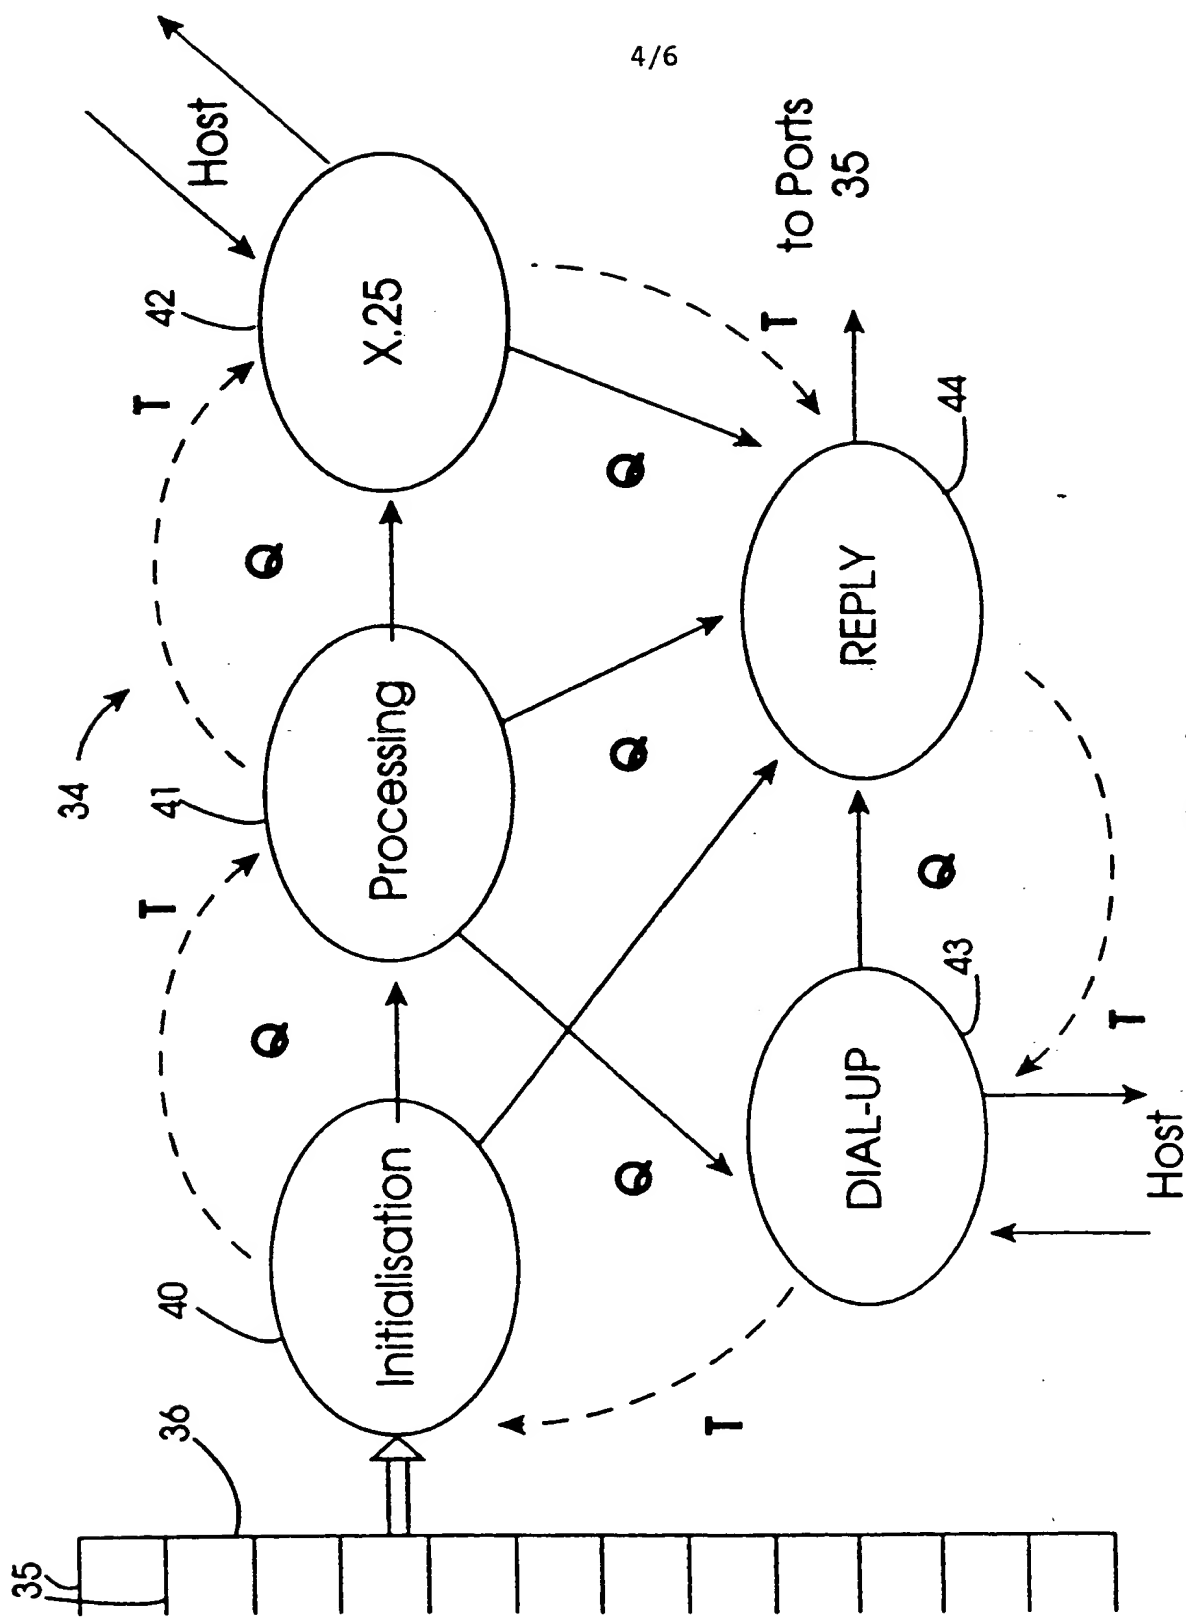 4/6
35
36
40
Initialisation
T
Q
34
41
Processing
T
Q
42
X.25
Host
T
Q
Q
Q
T
DIAL-UP
43
Host
T
Q
REPLY
44
T
to Ports
35